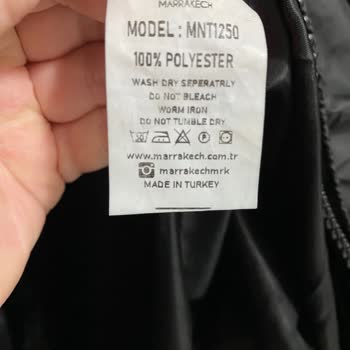 MARRAKECH
MODEL : MNT1250
100% POLYESTER
WASH DRY SEPERATRLY
DO NOT BLEACH
WORM IRON
DO NOT TUMBLE DRY
www.marrakech.com.tr
marrakechmrk
MADE IN TURKEY